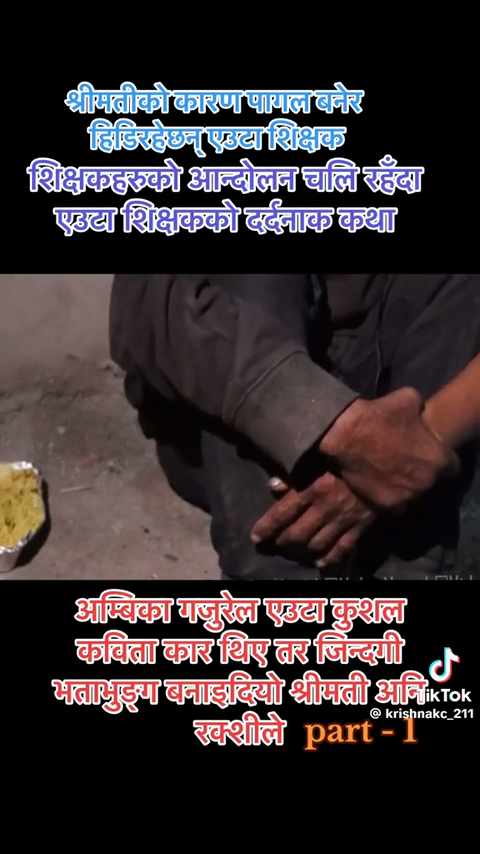 श्रीमतीको कारण पागल बनेर
हिडिरहेछन् एउटा शिक्षक
शिक्षकहरुको आन्दोलन चलि रहँदा
एउटा शिक्षकको दर्दनाक कथा
अम्बिका गजुरेल एउटा कुशल
कविता कार थिए तर जिन्दगी
भताभुङ्ग बनाइदियो श्रीमती अनि
रक्शीले part - 1
TikTok
@ krishnakc_211